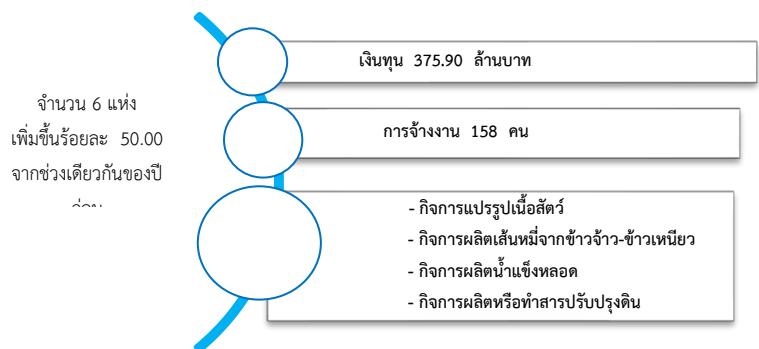 จำนวน 6 แห่ง
เพิ่มขึ้นร้อยละ 50.00
จากช่วงเดียวกันของปี
เงินทุน 375.90 ล้านบาท
การจ้างงาน 158 คน
- กิจการแปรรูปเนื้อสัตว์
- กิจการผลิตเส้นหมี่จากข้าวจ้าว-ข้าวเหนียว
- กิจการผลิตน้ำแข็งหลอด
- กิจการผลิตหรือทำสารปรับปรุงดิน